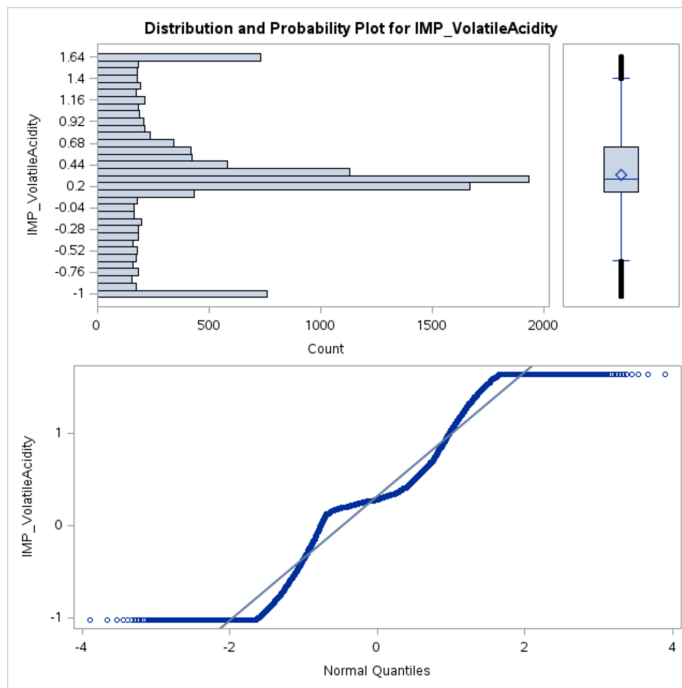 Distribution and Probability Plot for IMP_VolatileAcidity
IMP_VolatileAcidity
1.64
1.4
1.16
0.92
0.68
0.44
0.2
-0.04
-0.28
-0.52
-0.76
-1
0 500 1000 1500 2000
Count
IMP_VolatileAcidity
1
0
-1
-4 -2 0 2 4
Normal Quantiles